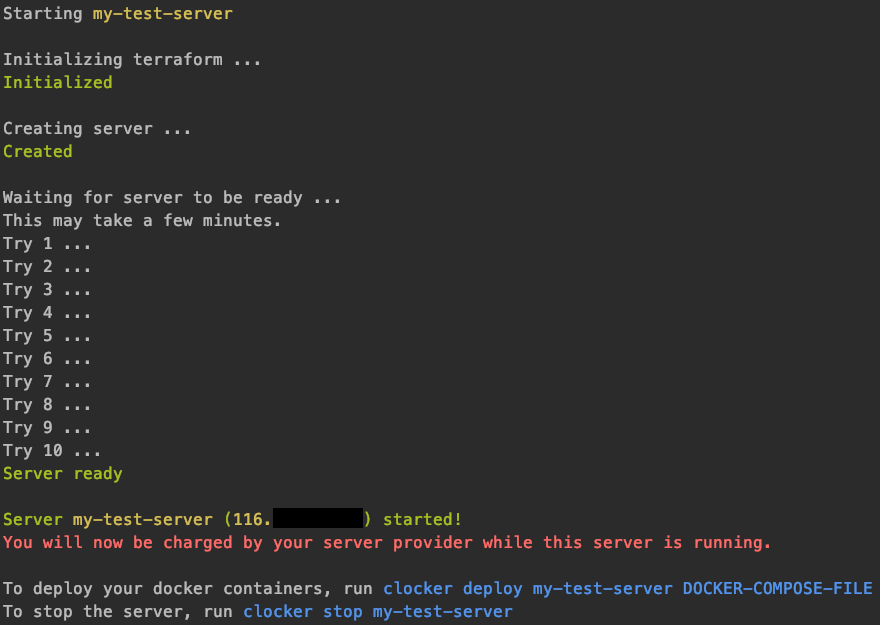 Starting my-test-server
Initializing terraform ...
Initialized
Creating server ...
Created
Waiting for server to be ready ...
This may take a few minutes.
Try 1 ...
Try 2 ...
Try 3 ...
Try 4 ...
Try 5 ...
Try 6 ...
Try 7 ...
Try 8 ...
Try 9 ...
Try 10 ...
Server ready
Server my-test-server (116.) started!
You will now be charged by your server provider while this server is running.
To deploy your docker containers, run clocker deploy my-test-server DOCKER-COMPOSE-FILE
To stop the server, run clocker stop my-test-server